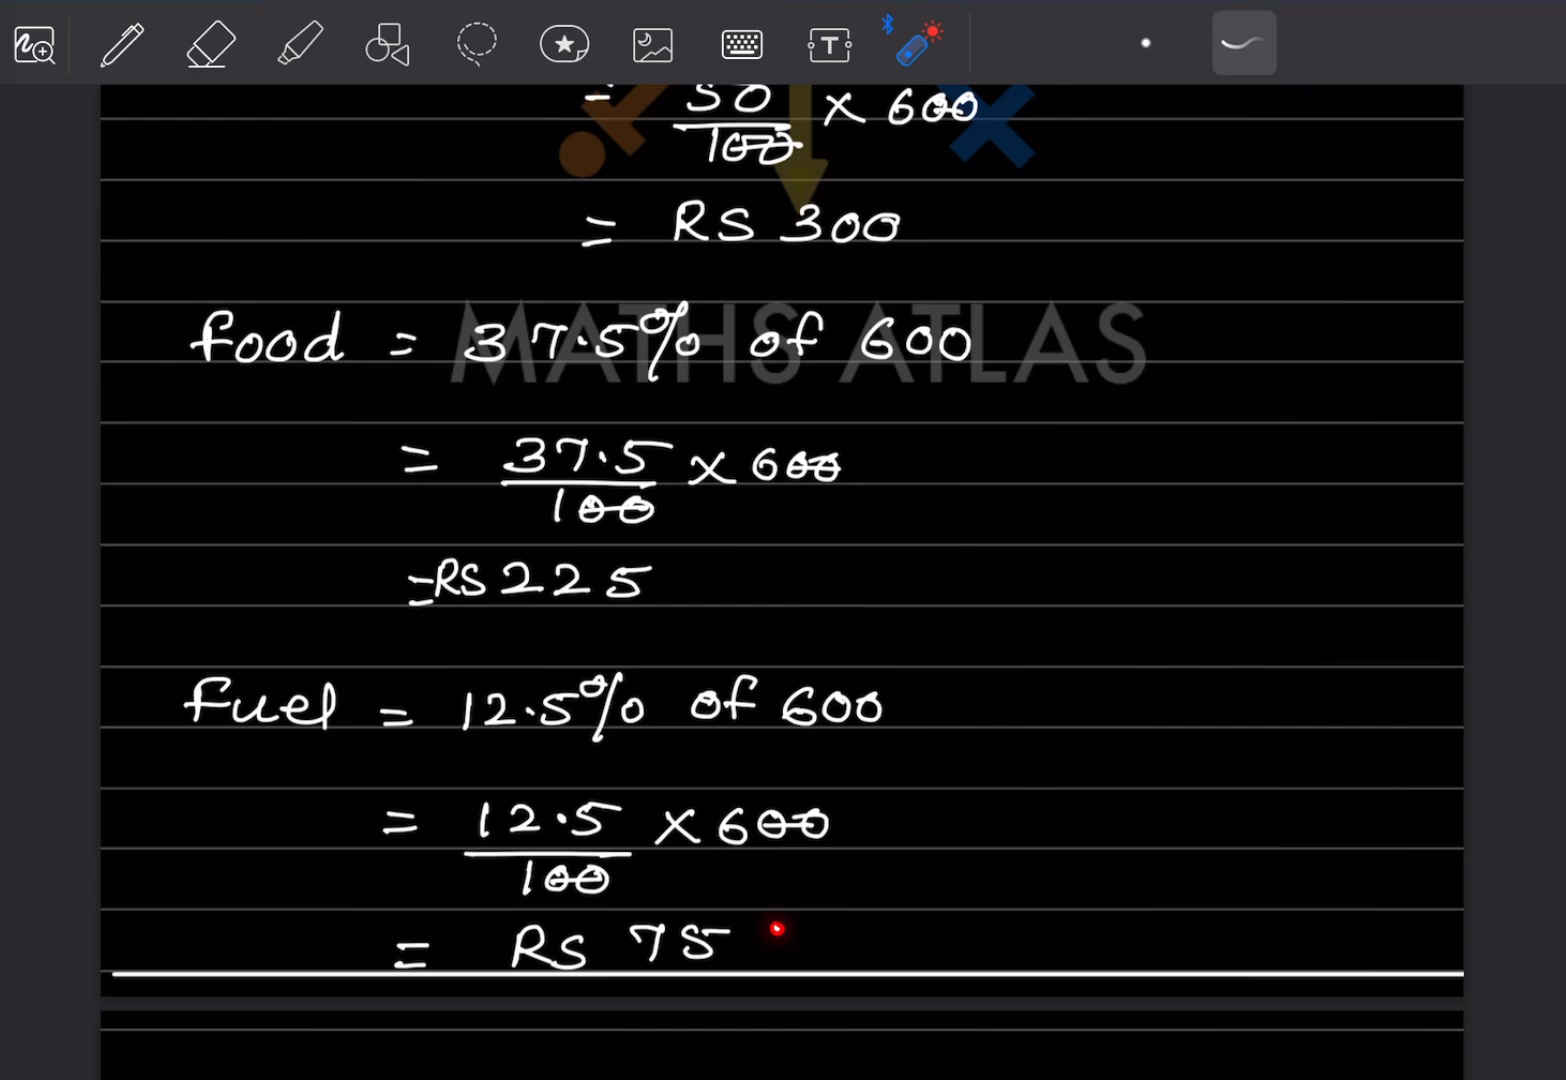 = 50/100 × 600
= RS 300
MATHS ATLAS
food = 37.5% of 600
= 37.5/100 × 600
= RS 225
fuel = 12.5% of 600
= 12.5/100 × 600
= RS 75